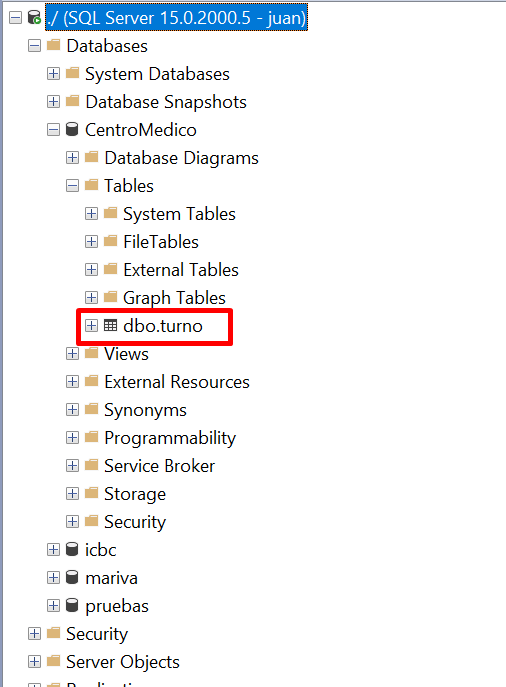 ./ (SQL Server 15.0.2000.5 - juan)
Databases
System Databases
Database Snapshots
CentroMedico
Database Diagrams
Tables
System Tables
FileTables
External Tables
Graph Tables
dbo.turno
Views
External Resources
Synonyms
Programmability
Service Broker
Storage
Security
icbc
mariva
pruebas
Security
Server Objects